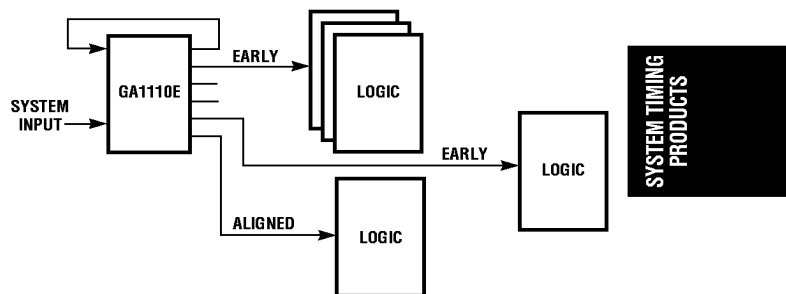 EARLY
GA1110E
LOGIC
SYSTEM
INPUT
EARLY
LOGIC
ALIGNED
LOGIC
SYSTEM TIMING
PRODUCTS